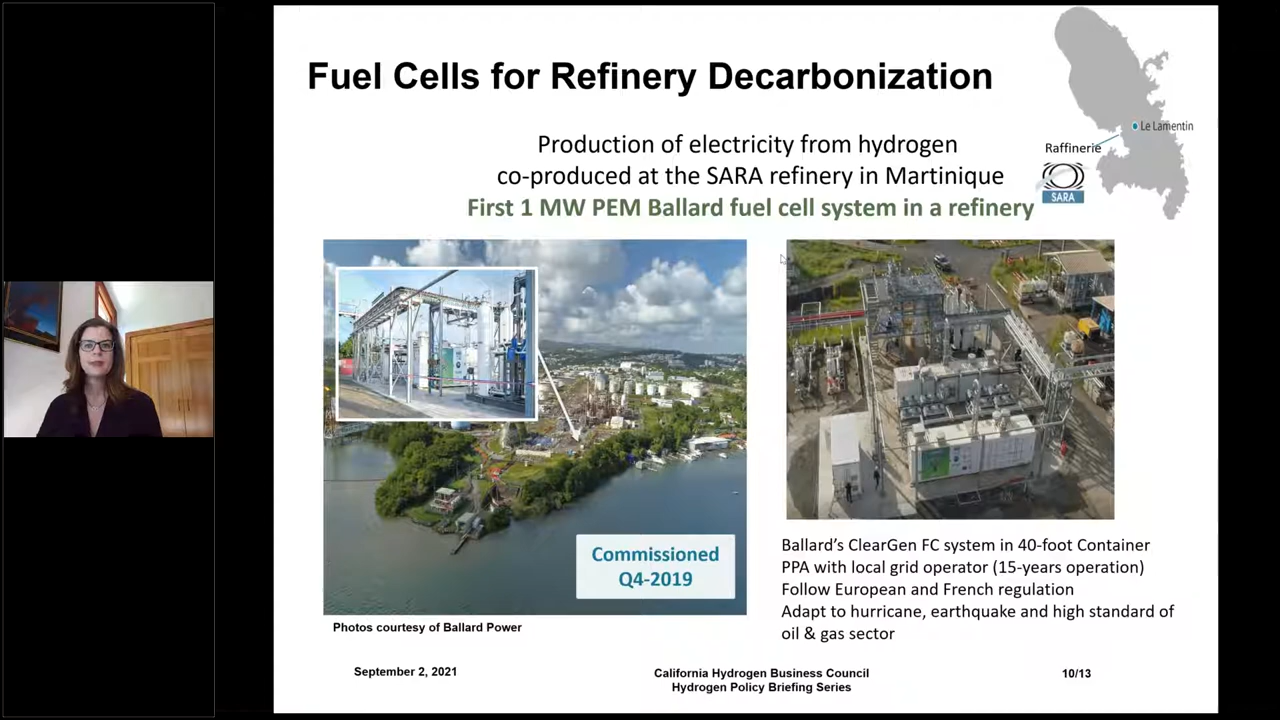 Fuel Cells for Refinery Decarbonization
Le Lamentin
Raffinerie
SARA
Production of electricity from hydrogen
co-produced at the SARA refinery in Martinique
First 1 MW PEM Ballard fuel cell system in a refinery
Commissioned
Q4-2019
Photos courtesy of Ballard Power
Ballard’s ClearGen FC system in 40-foot Container
PPA with local grid operator (15-years operation)
Follow European and French regulation
Adapt to hurricane, earthquake and high standard of
oil & gas sector
September 2, 2021
California Hydrogen Business Council
Hydrogen Policy Briefing Series
10/13